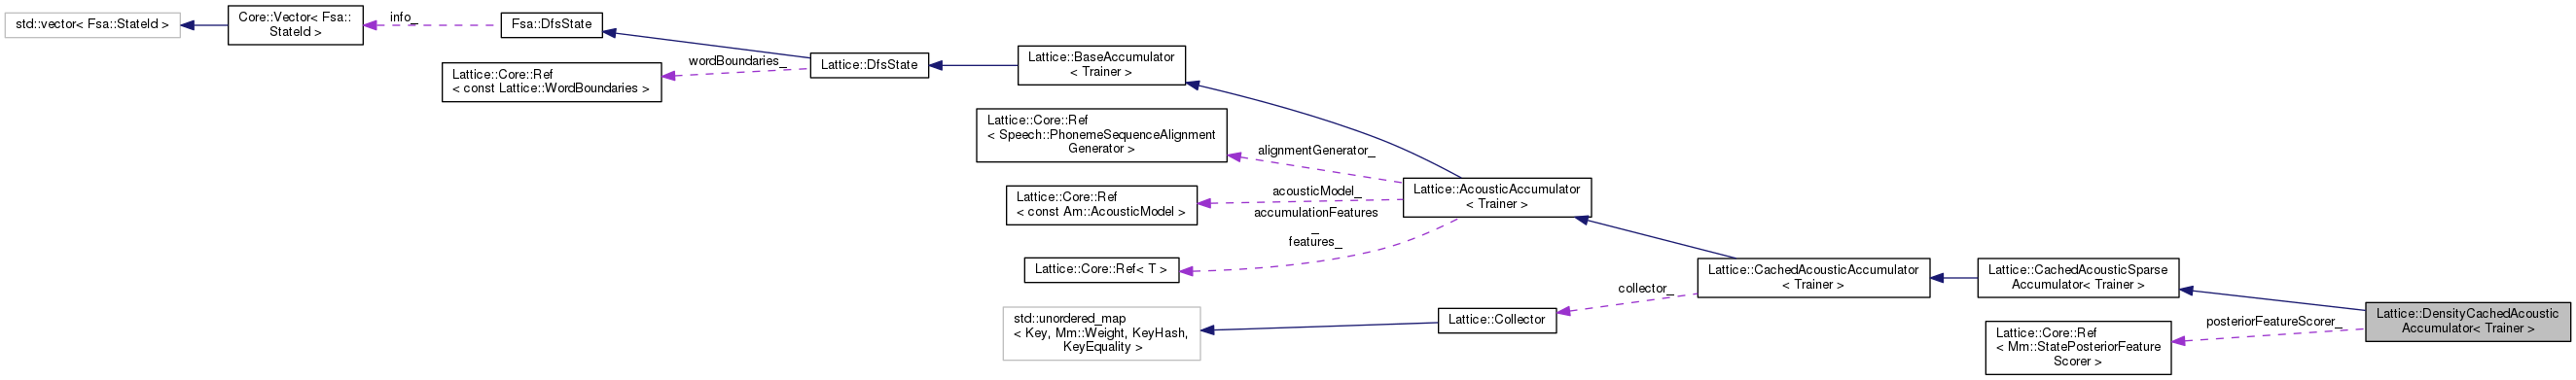 std::vector< Fsa::StateId >
Core::Vector< Fsa::
StateId >
info_
Fsa::DfsState
Lattice::Core::Ref
< const Lattice::WordBoundaries >
wordBoundaries_
Lattice::DfsState
Lattice::BaseAccumulator
< Trainer >
Lattice::Core::Ref
< Speech::PhonemeSequenceAlignment
Generator >
alignmentGenerator_
Lattice::Core::Ref
< const Am::AcousticModel >
acousticModel_
accumulationFeatures
_
features_
Lattice::Core::Ref< T >
Lattice::AcousticAccumulator
< Trainer >
std::unordered_map
< Key, Mm::Weight, KeyHash,
KeyEquality >
Lattice::Collector
collector_
Lattice::CachedAcousticAccumulator
< Trainer >
Lattice::CachedAcousticSparse
Accumulator< Trainer >
Lattice::Core::Ref
< Mm::StatePosteriorFeature
Scorer >
posteriorFeatureScorer_
Lattice::DensityCachedAcoustic
Accumulator< Trainer >